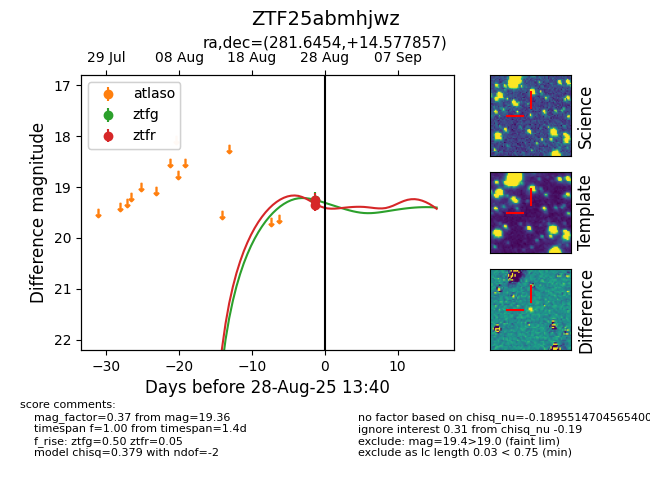 ZTF25abmhjwz
ra,dec=(281.6454,+14.577857)
29 Jul 08 Aug 18 Aug 28 Aug 07 Sep
atlaso
ztfg
ztfr
17
18
19
20
21
22
Difference magnitude
−30 −20 −10 0 10
Days before 28-Aug-25 13:40
Science
Template
Difference
score comments:
mag_factor=0.37 from mag=19.36
timespan f=1.00 from timespan=1.4d
f_rise: ztfg=0.50 ztfr=0.05
model chisq=0.379 with ndof=-2
no factor based on chisq_nu=-0.1895514704565400
ignore interest 0.31 from chisq_nu -0.19
exclude: mag=19.4>19.0 (faint lim)
exclude as lc length 0.03 < 0.75 (min)